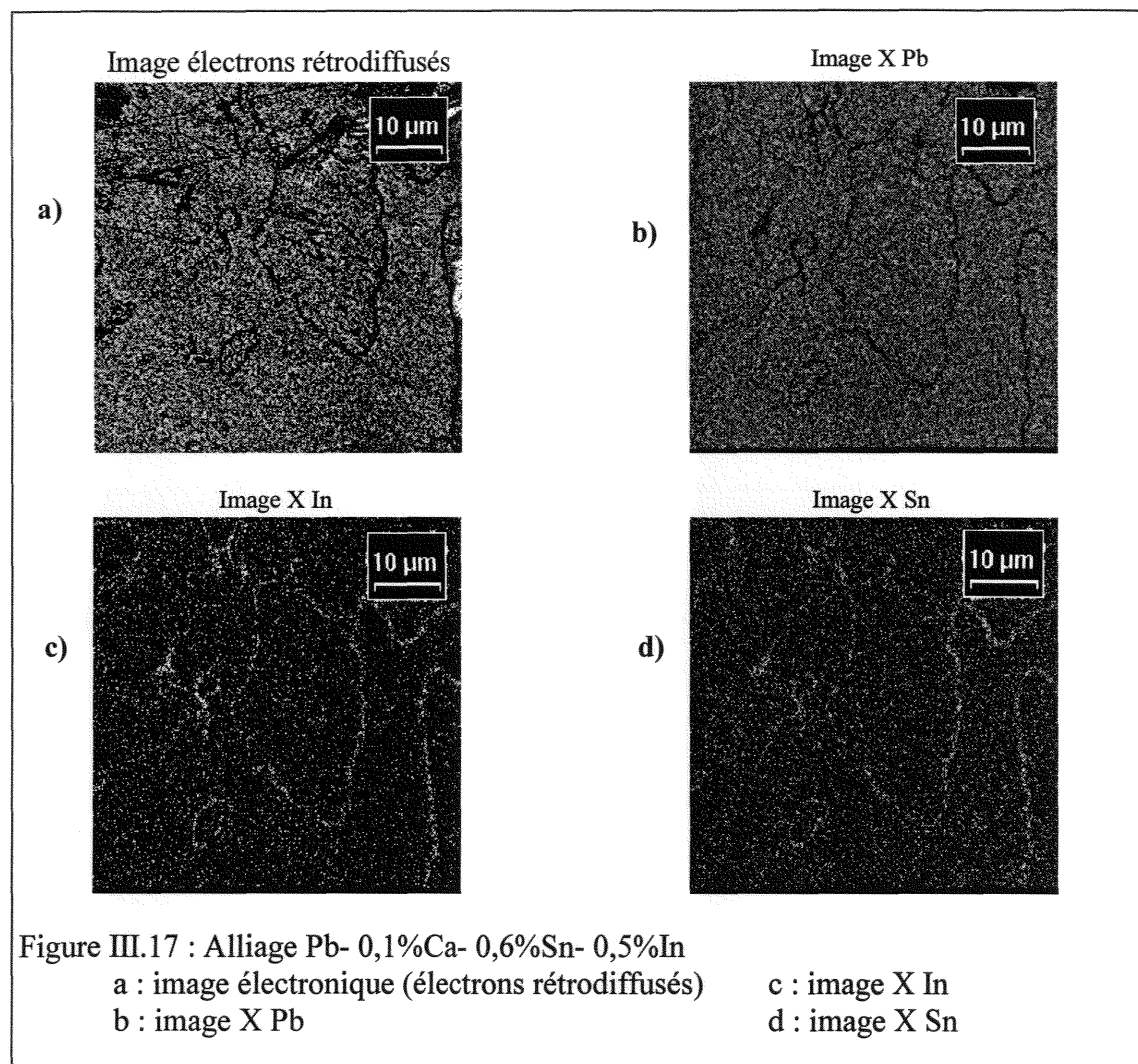 Image électrons rétrodiffusés
10 µm
a)
Image X Pb
10 µm
b)
Image X In
10 µm
c)
Image X Sn
10 µm
d)
Figure III.17 : Alliage Pb- 0,1%Ca- 0,6%Sn- 0,5%In
a : image électronique (électrons rétrodiffusés) c : image X In
b : image X Pb d : image X Sn